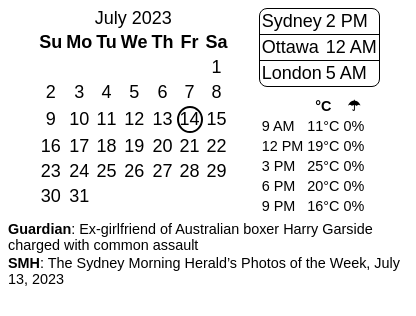 July 2023
Su Mo Tu We Th Fr Sa
1
2 3 4 5 6 7 8
9 10 11 12 13 14 15
16 17 18 19 20 21 22
23 24 25 26 27 28 29
30 31
Sydney 2 PM
Ottawa 12 AM
London 5 AM
°C ☂
9 AM 11°C 0%
12 PM 19°C 0%
3 PM 25°C 0%
6 PM 20°C 0%
9 PM 16°C 0%
Guardian: Ex-girlfriend of Australian boxer Harry Garside
charged with common assault
SMH: The Sydney Morning Herald's Photos of the Week, July
13, 2023